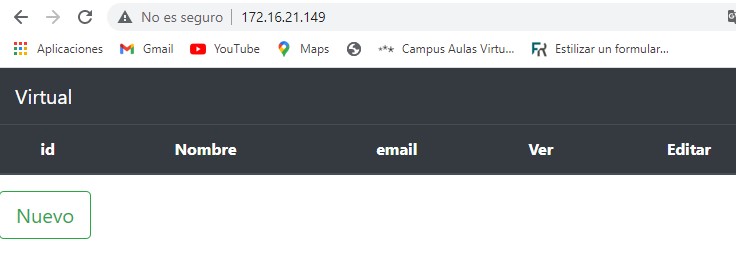 No es seguro 172.16.21.149
Aplicaciones Gmail YouTube Maps Campus Aulas Virtu... FR Estilizar un formular...
Virtual
id Nombre email Ver Editar
Nuevo